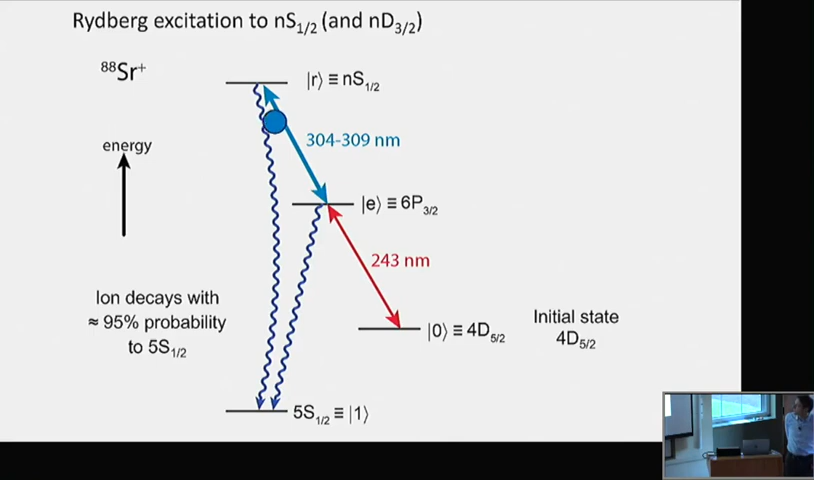 Rydberg excitation to nS1/2 (and nD3/2)
88Sr+
|r⟩ ≡ nS1/2
energy
304-309 nm
|e⟩ ≡ 6P3/2
243 nm
Ion decays with
≈ 95% probability
to 5S1/2
|0⟩ ≡ 4D5/2
Initial state
4D5/2
5S1/2 ≡ |1⟩